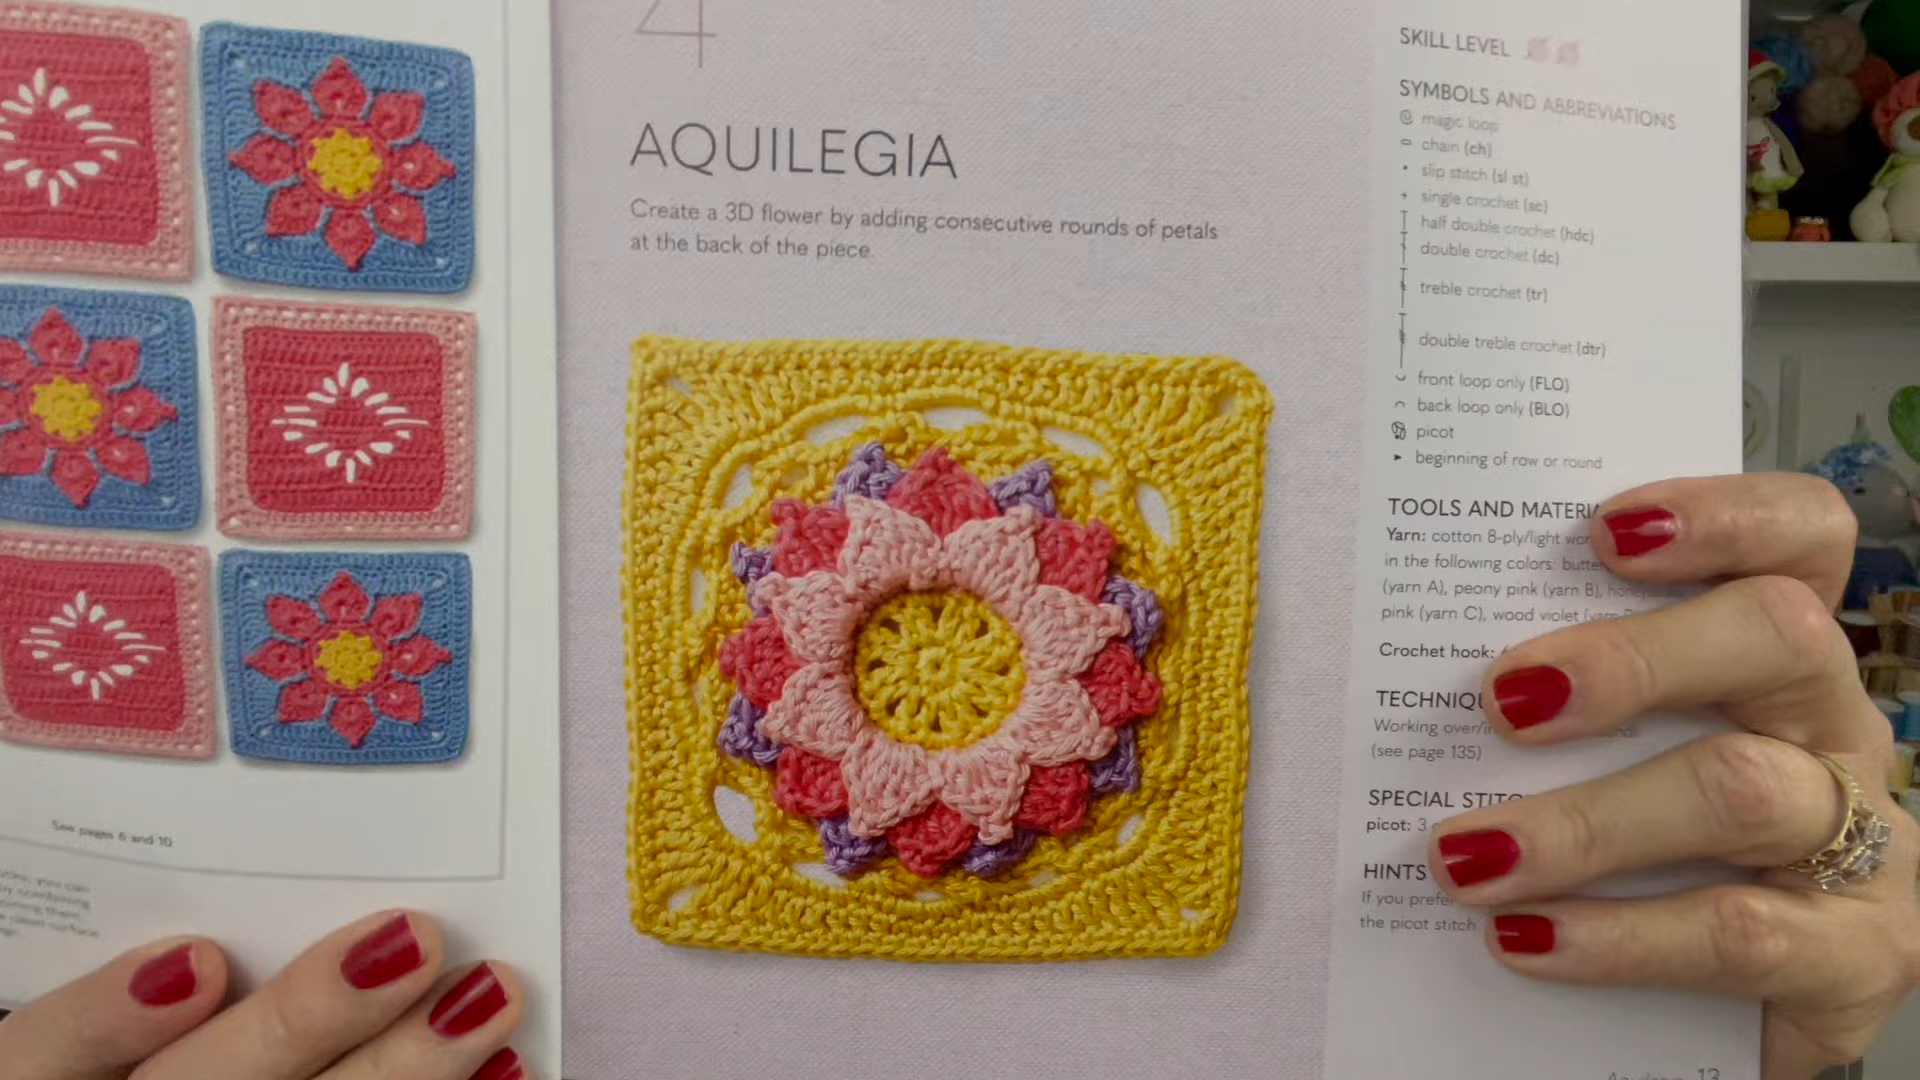 See pages 6 and 10
4
AQUILEGIA
Create a 3D flower by adding consecutive rounds of petals
at the back of the piece.
SKILL LEVEL
SYMBOLS AND ABBREVIATIONS
magic loop
chain (ch)
slip stitch (sl st)
single crochet (sc)
half double crochet (hdc)
double crochet (dc)
treble crochet (tr)
double treble crochet (dtr)
front loop only (FLO)
back loop only (BLO)
picot
beginning of row or round
TOOLS AND
Yarn: cotton 8-ply/light
in the following colors:
(yarn A), peony pink (yarn B),
pink (yarn C), wood violet
Crochet hook:
Working
(see page 135)
SPECIAL
picot: 3
HINTS
If you
the picot stitch
13